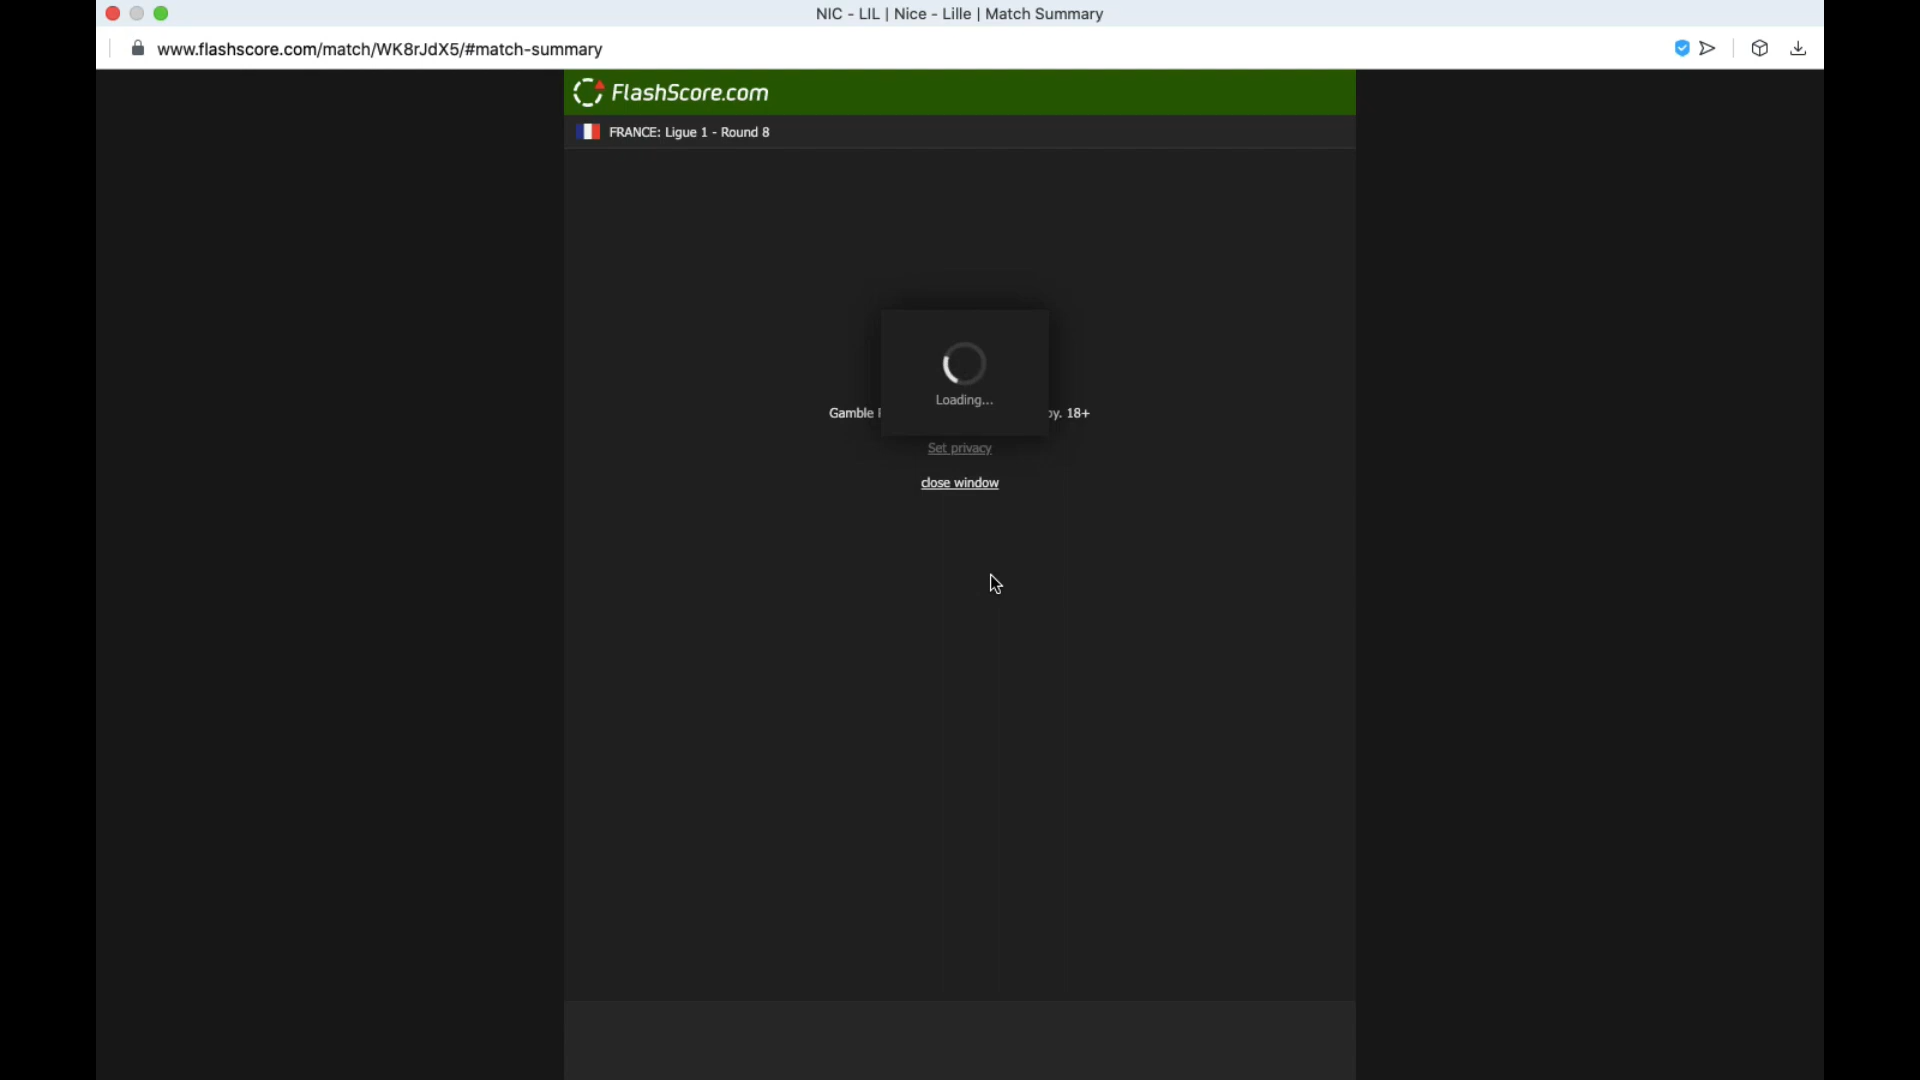 NIC - LIL | Nice - Lille | Match Summary
www.flashscore.com/match/WK8rJdX5/#match-summary
FlashScore.com
FRANCE: Ligue 1 - Round 8
Loading...
Gamble 18+
Set privacy
close window